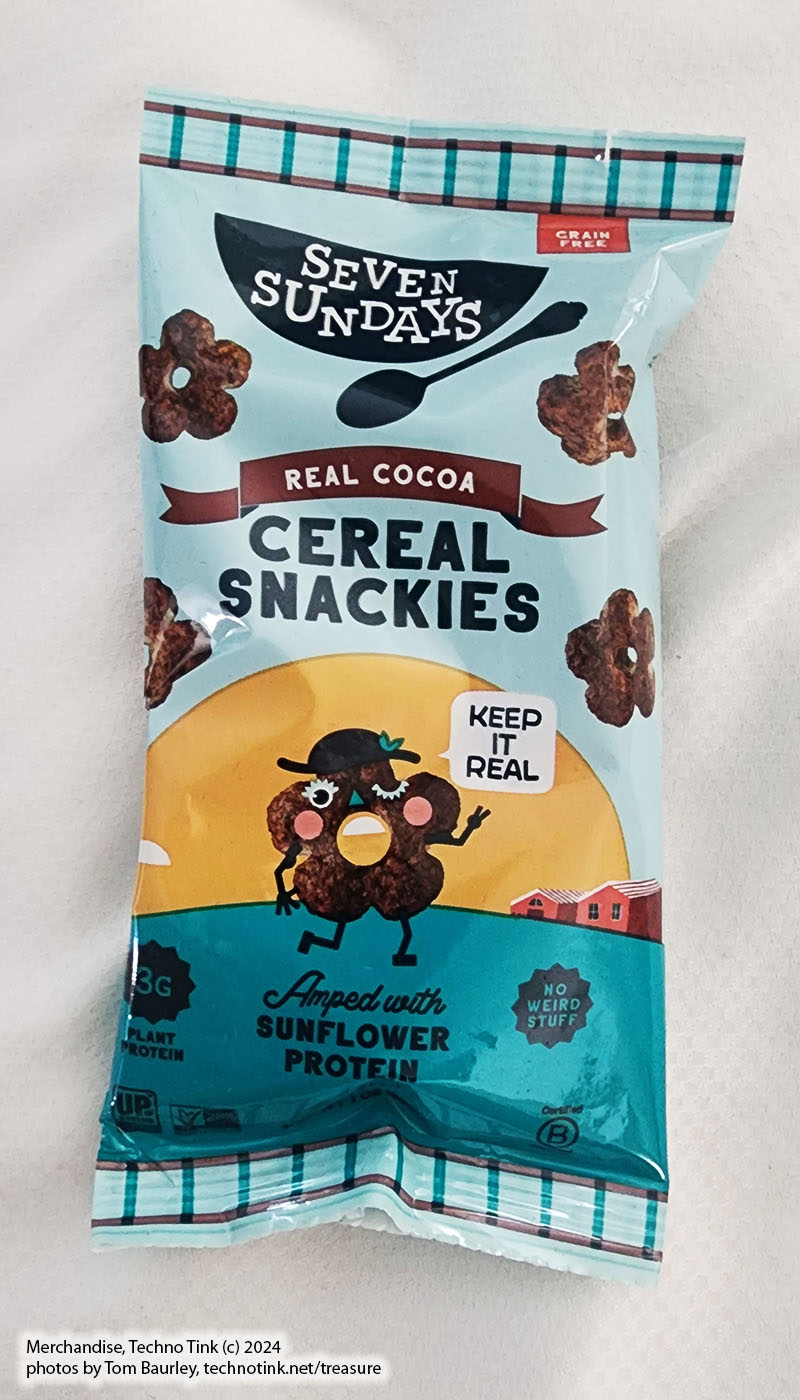 GRAIN
FREE
SEVEN
SUNDAYS
REAL COCOA
CEREAL
SNACKIES
KEEP
IT
REAL
3G
PLANT
PROTEIN
Amped with
SUNFLOWER
PROTEIN
NO
WEIRD
STUFF
UP
Certified
B
Merchandise, Techno Tink (c) 2024
photos by Tom Baurley, technotink.net/treasure